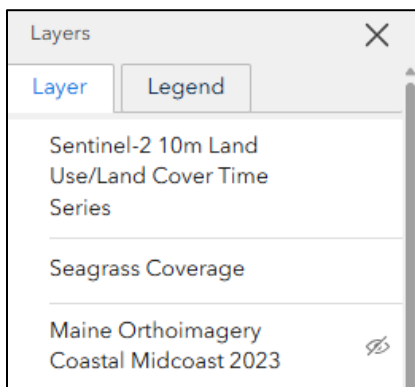 Layers
Layer Legend
Sentinel-2 10m Land
Use/Land Cover Time
Series
Seagrass Coverage
Maine Orthoimagery
Coastal Midcoast 2023